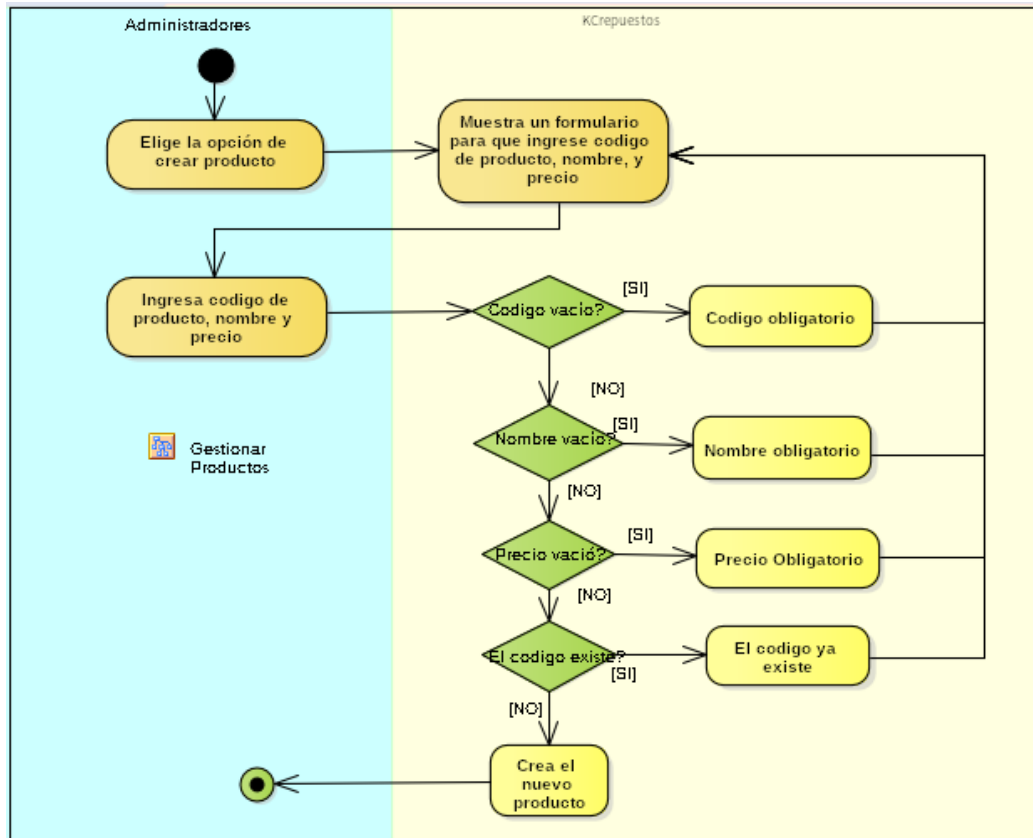 Administradores
KCrepuestos
Elige la opción de
crear producto
Muestra un formulario
para que ingrese codigo
de producto, nombre, y
precio
Ingresa codigo de
producto, nombre y
precio
Codigo vacio?
[SI]
Codigo obligatorio
[NO]
Nombre vacio?
[SI]
Nombre obligatorio
[NO]
Gestionar
Productos
Precio vació?
[SI]
Precio Obligatorio
[NO]
El codigo existe?
[SI]
El codigo ya
existe
[NO]
Crea el
nuevo
producto